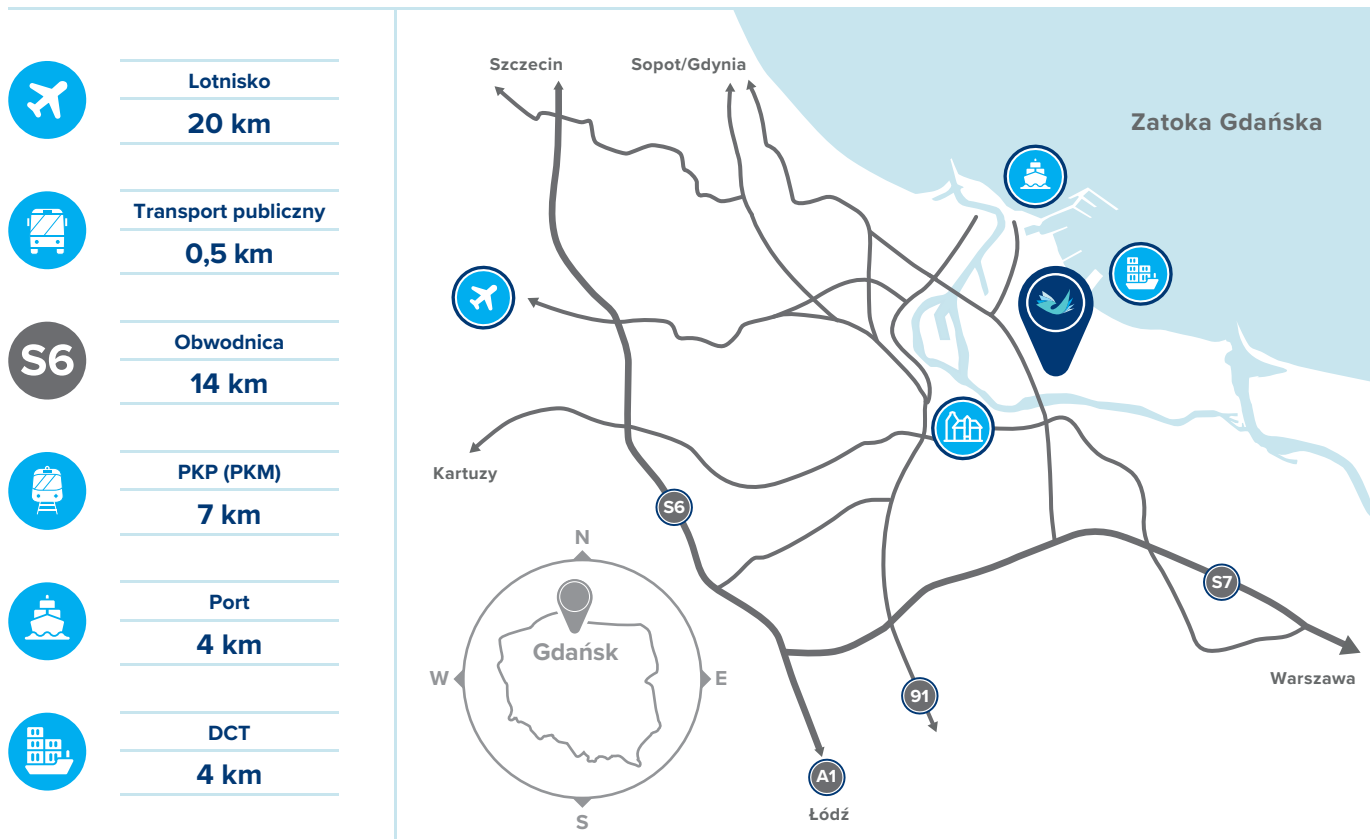 Lotnisko
20 km
Transport publiczny
0,5 km
S6
Obwodnica
14 km
PKP (PKM)
7 km
Port
4 km
DCT
4 km
Szczecin
Sopot/Gdynia
Zatoka Gdańska
Kartuzy
S6
S7
Warszawa
91
A1
Łódź
N
Gdańsk
W
E
S